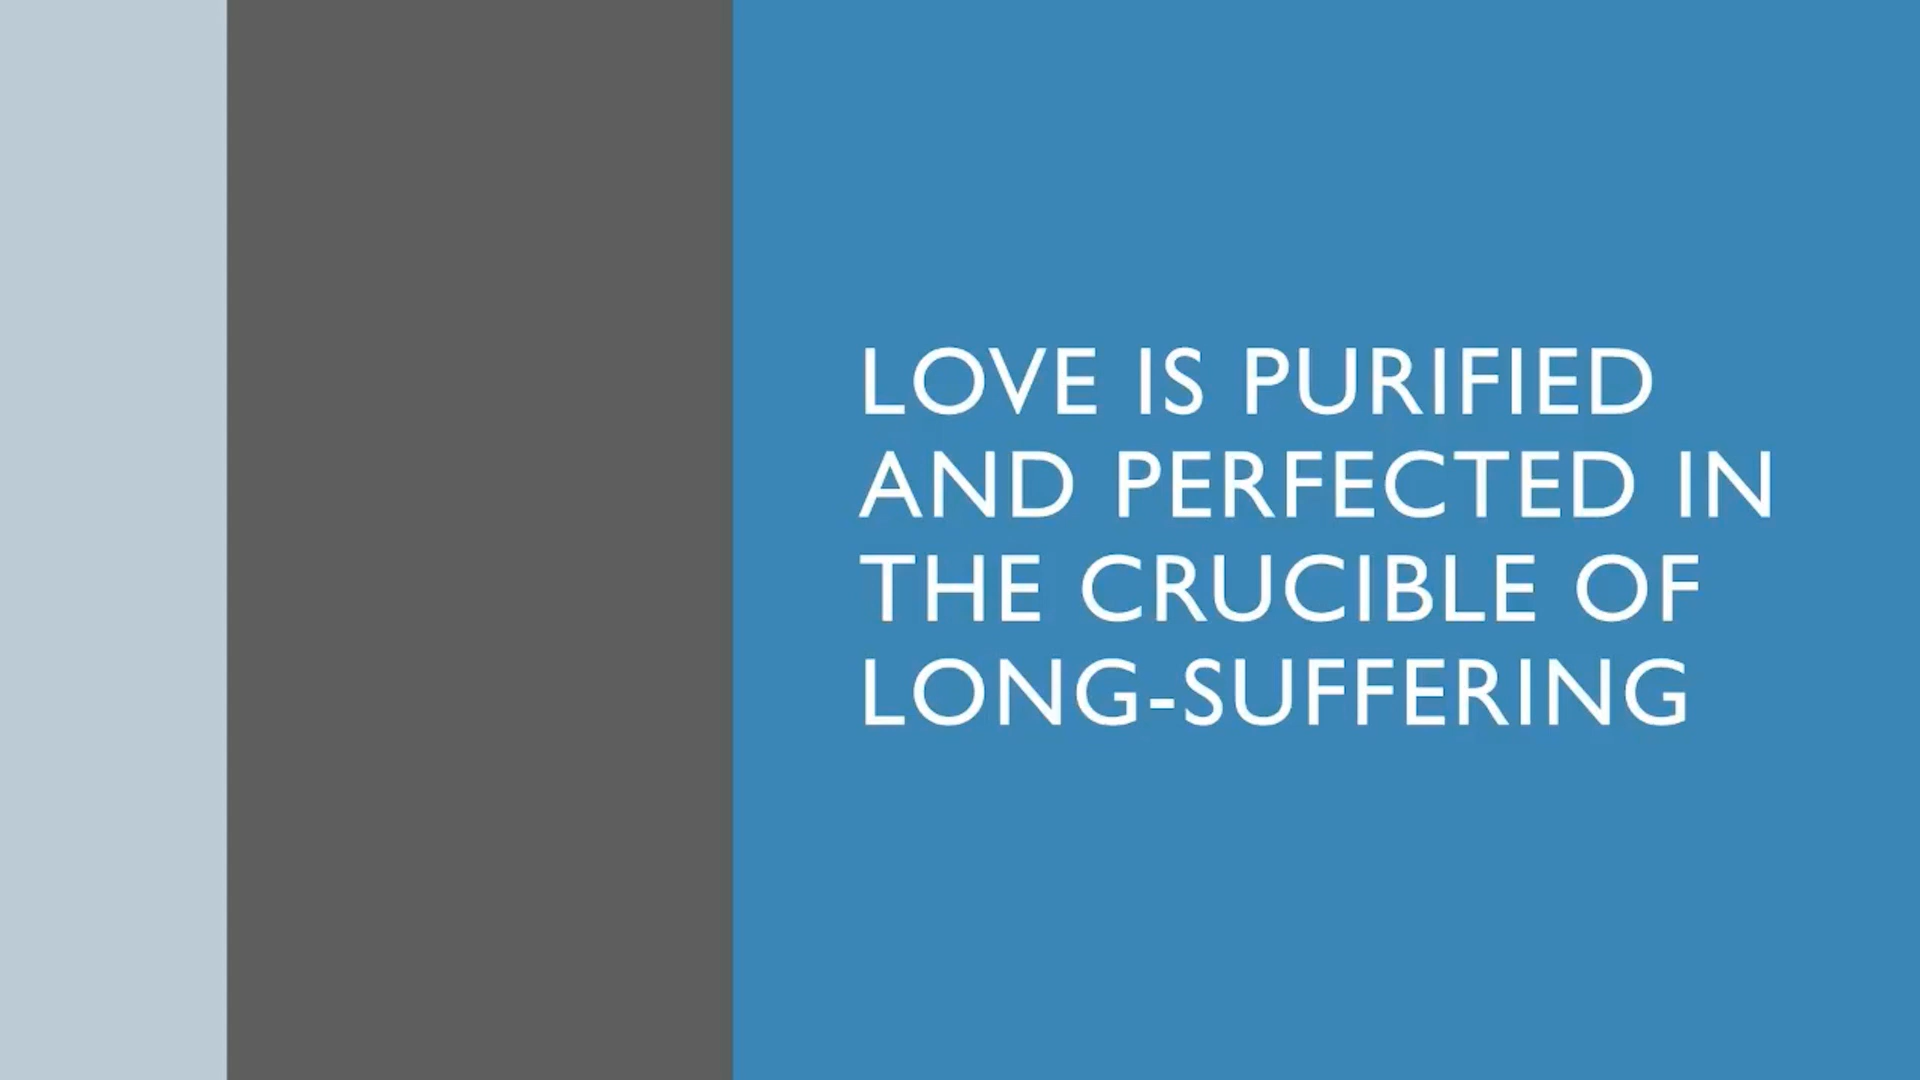 LOVE IS PURIFIED
AND PERFECTED IN
THE CRUCIBLE OF
LONG-SUFFERING